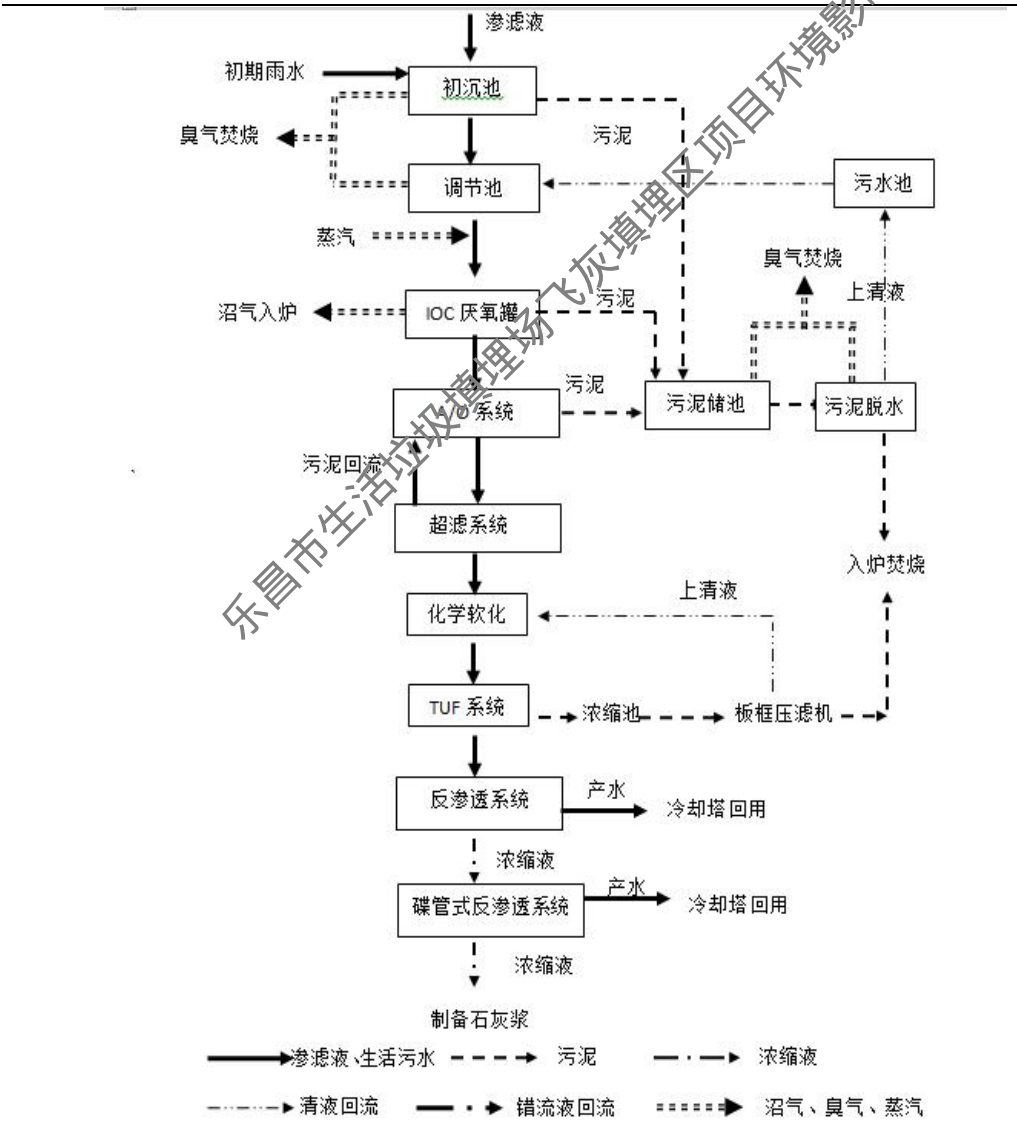 渗滤液
初期雨水
初沉池
臭气焚烧
污泥
调节池
污水池
蒸汽
臭气焚烧
上清液
沼气入炉
IOC 厌氧罐
污泥
A/O 系统
污泥
污泥储池
污泥脱水
污泥回流
超滤系统
入炉焚烧
化学软化
上清液
TUF 系统
浓缩池
板框压滤机
反渗透系统
产水
冷却塔回用
浓缩液
碟管式反渗透系统
产水
冷却塔回用
浓缩液
制备石灰浆
渗滤液、生活污水
污泥
浓缩液
清液回流
错流液回流
沼气、臭气、蒸汽
乐昌市生活垃圾填埋场飞灰填埋区项目环境影